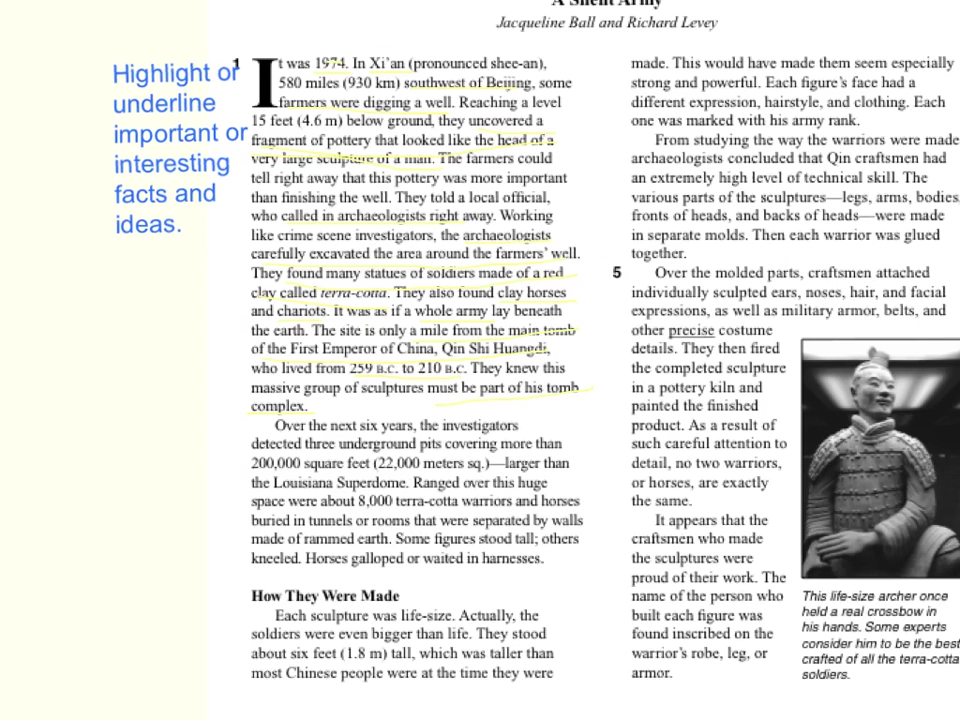 A Silent Army
Jacqueline Ball and Richard Levey
Highlight or
underline
important or
interesting
facts and
ideas.
1
It was 1974. In Xi'an (pronounced shee-an),
580 miles (930 km) southwest of Beijing, some
farmers were digging a well. Reaching a level
15 feet (4.6 m) below ground, they uncovered a
fragment of pottery that looked like the head of a
very large sculpture of a man. The farmers could
tell right away that this pottery was more important
than finishing the well. They told a local official,
who called in archaeologists right away. Working
like crime scene investigators, the archaeologists
carefully excavated the area around the farmers' well.
They found many statues of soldiers made of a red
clay called terra-cotta. They also found clay horses
and chariots. It was as if a whole army lay beneath
the earth. The site is only a mile from the main tomb
of the First Emperor of China, Qin Shi Huangdi,
who lived from 259 B.C. to 210 B.C. They knew this
massive group of sculptures must be part of his tomb
complex.
Over the next six years, the investigators
detected three underground pits covering more than
200,000 square feet (22,000 meters sq.)—larger than
the Louisiana Superdome. Ranged over this huge
space were about 8,000 terra-cotta warriors and horses
buried in tunnels or rooms that were separated by walls
made of rammed earth. Some figures stood tall; others
kneeled. Horses galloped or waited in harnesses.
How They Were Made
Each sculpture was life-size. Actually, the
soldiers were even bigger than life. They stood
about six feet (1.8 m) tall, which was taller than
most Chinese people were at the time they were
made. This would have made them seem especially
strong and powerful. Each figure's face had a
different expression, hairstyle, and clothing. Each
one was marked with his army rank.
From studying the way the warriors were made
archaeologists concluded that Qin craftsmen had
an extremely high level of technical skill. The
various parts of the sculptures—legs, arms, bodies,
fronts of heads, and backs of heads—were made
in separate molds. Then each warrior was glued
together.
5
Over the molded parts, craftsmen attached
individually sculpted ears, noses, hair, and facial
expressions, as well as military armor, belts, and
other precise costume
details. They then fired
the completed sculpture
in a pottery kiln and
painted the finished
product. As a result of
such careful attention to
detail, no two warriors,
or horses, are exactly
the same.
It appears that the
craftsmen who made
the sculptures were
proud of their work. The
name of the person who
built each figure was
found inscribed on the
warrior's robe, leg, or
armor.
This life-size archer once
held a real crossbow in
his hands. Some experts
consider him to be the best
crafted of all the terra-cotta
soldiers.